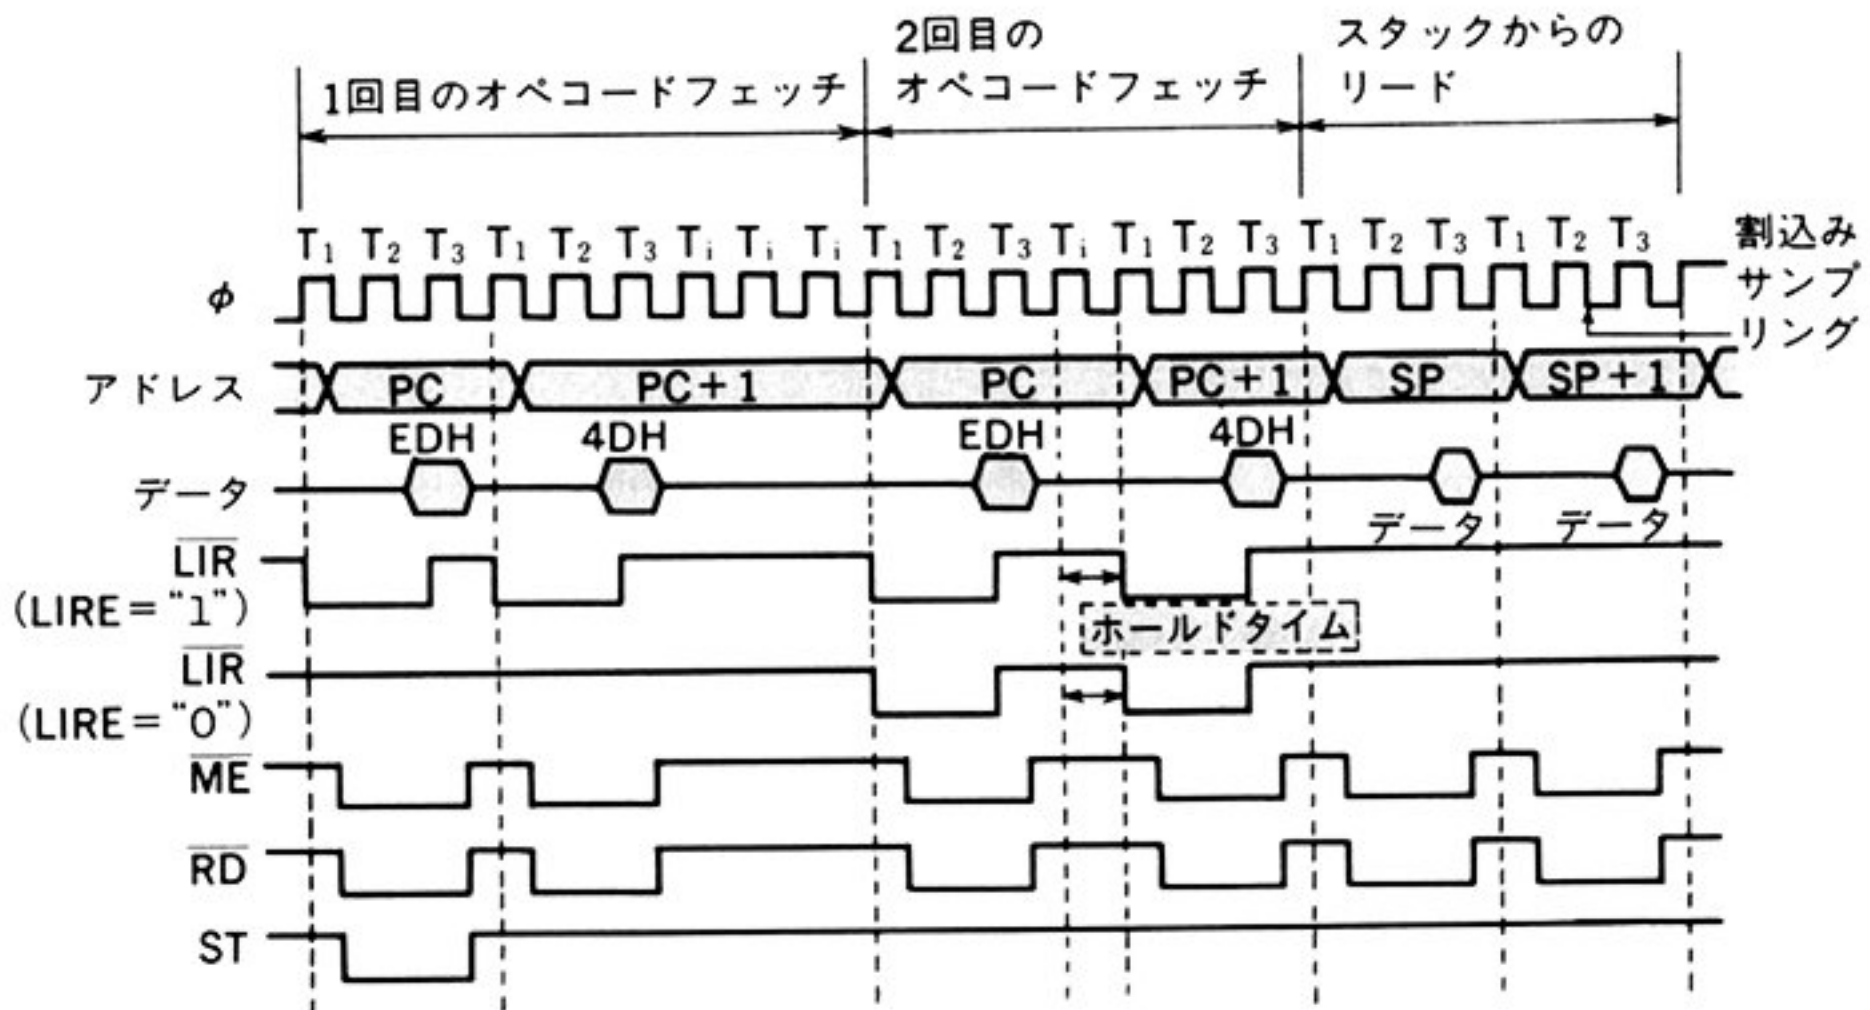 1回目のオペコードフェッチ
2回目の
オペコードフェッチ
スタックからの
リード
T1 T2 T3 T1 T2 T3 Ti Ti Ti T1 T2 T3 Ti T1 T2 T3 T1 T2 T3 T1 T2 T3
割込み
サンプ
リング
φ
アドレス
PC PC+1 PC PC+1 SP SP+1
EDH 4DH EDH 4DH
データ
データ データ
LIR
(LIRE="1")
ホールドタイム
LIR
(LIRE="0")
ME
RD
ST